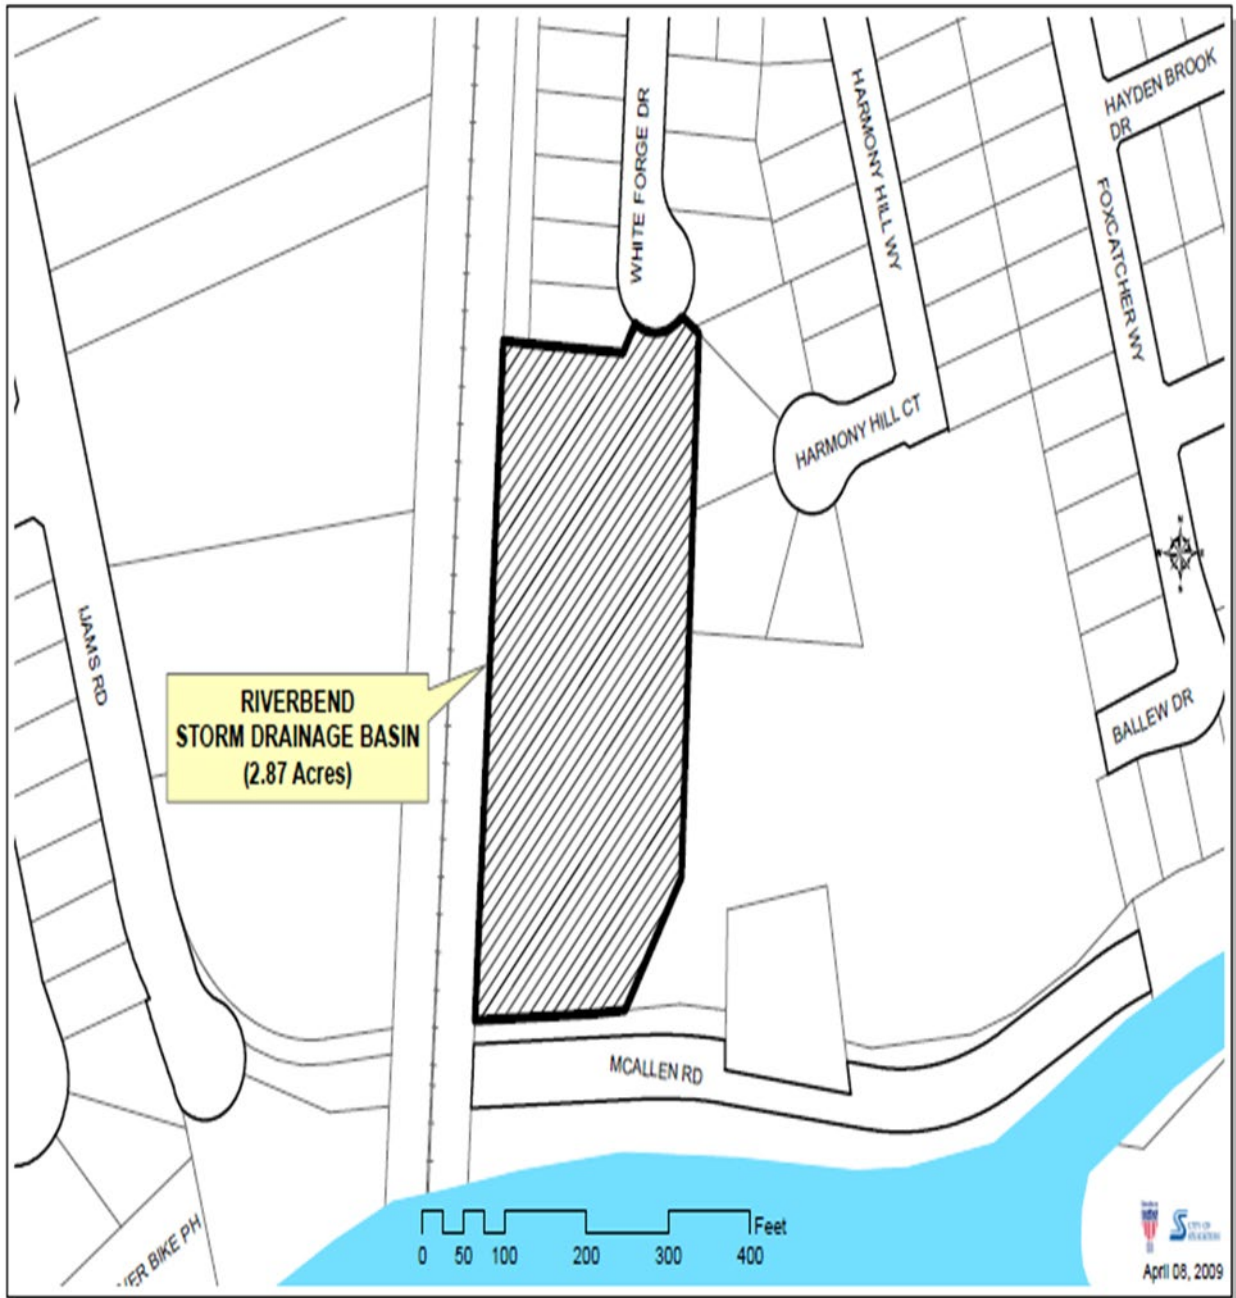 HAYDEN BROOK
DR
WHITE FORGE DR
HARMONY HILL WY
FOXCATCHER WY
HARMONY HILL CT
IJAMS RD
RIVERBEND
STORM DRAINAGE BASIN
(2.87 Acres)
BALLEW DR
MCALLEN RD
BIKE PH
Feet
0 50 100 200 300 400
CITY OF
April 08, 2009